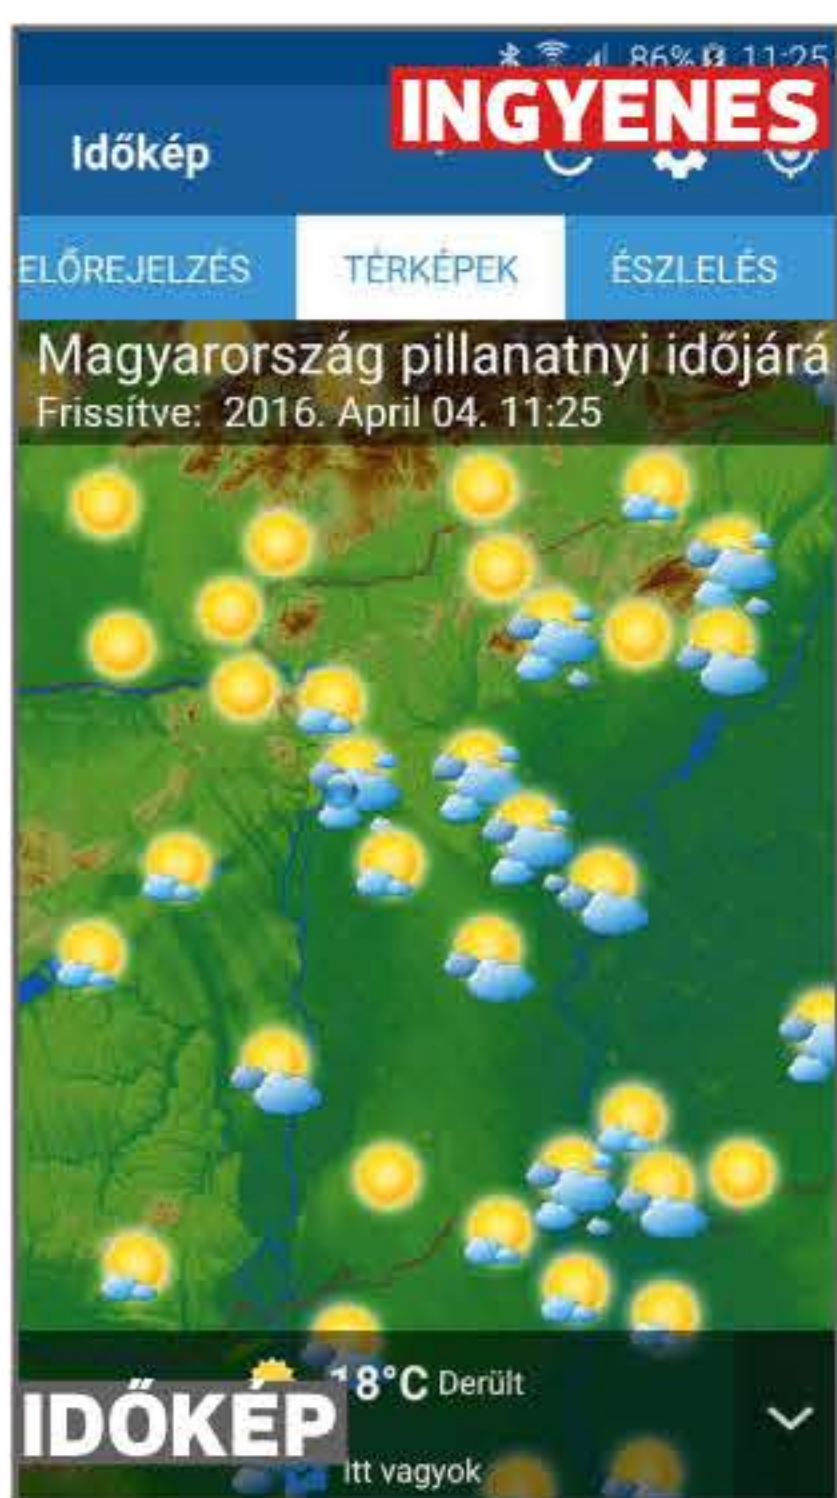 86% 11:25
INGYENES
Időkép
ELŐREJELZÉS TÉRKÉPEK ÉSZLELÉS
Magyarország pillanatnyi időjárá
Frissítve: 2016. April 04. 11:25
18°C Derült
IDŐKÉP
Itt vagyok